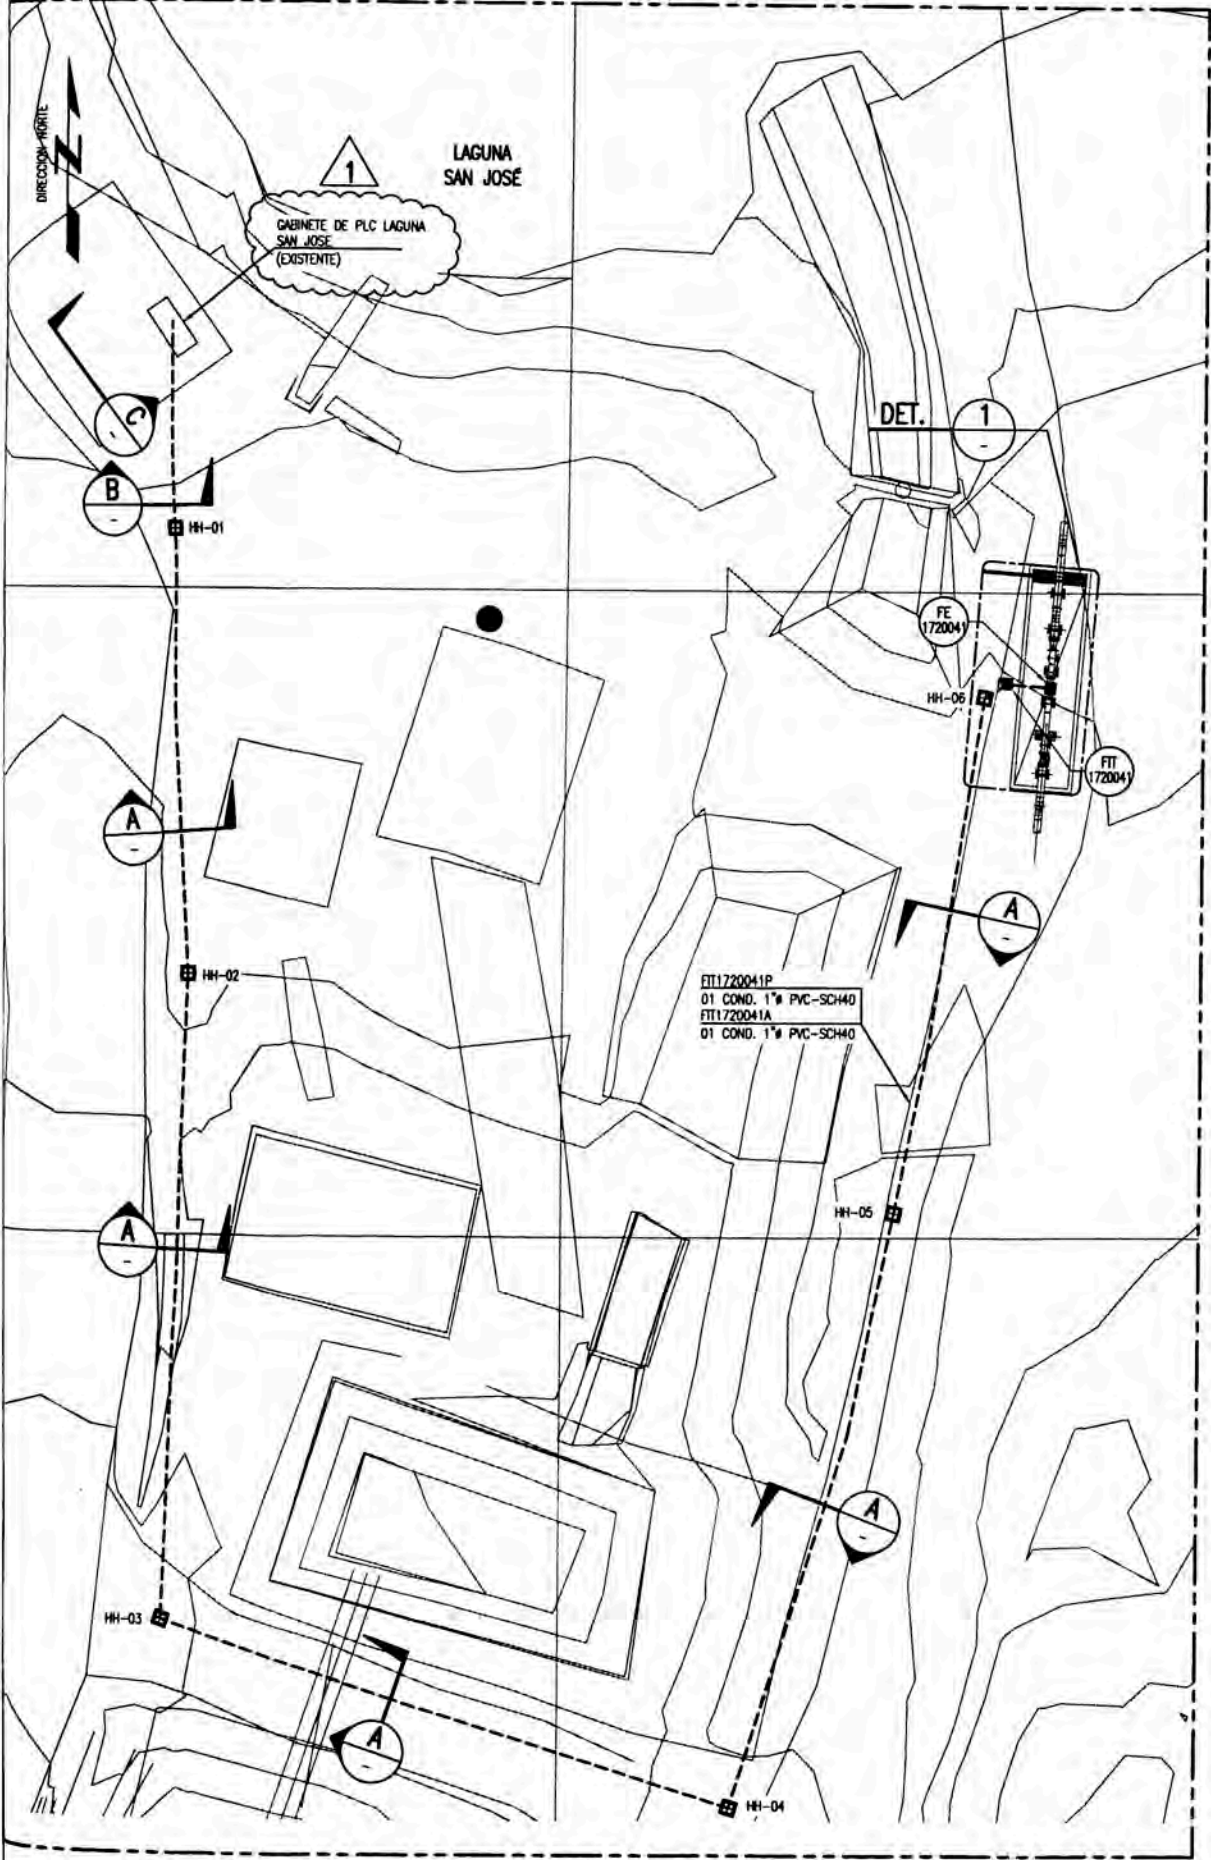 DIRECCION NORTE
N
1
LAGUNA
SAN JOSÉ
GABINETE DE PLC LAGUNA
SAN JOSE
(EXISTENTE)
C
-
B
-
HH-01
DET.
1
-
FE
1720041
HH-06
FIT
1720041
A
-
A
-
HH-02
FIT1720041P
01 COND. 1"ø PVC-SCH40
FIT1720041A
01 COND. 1"ø PVC-SCH40
HH-05
A
-
A
-
HH-03
A
-
HH-04